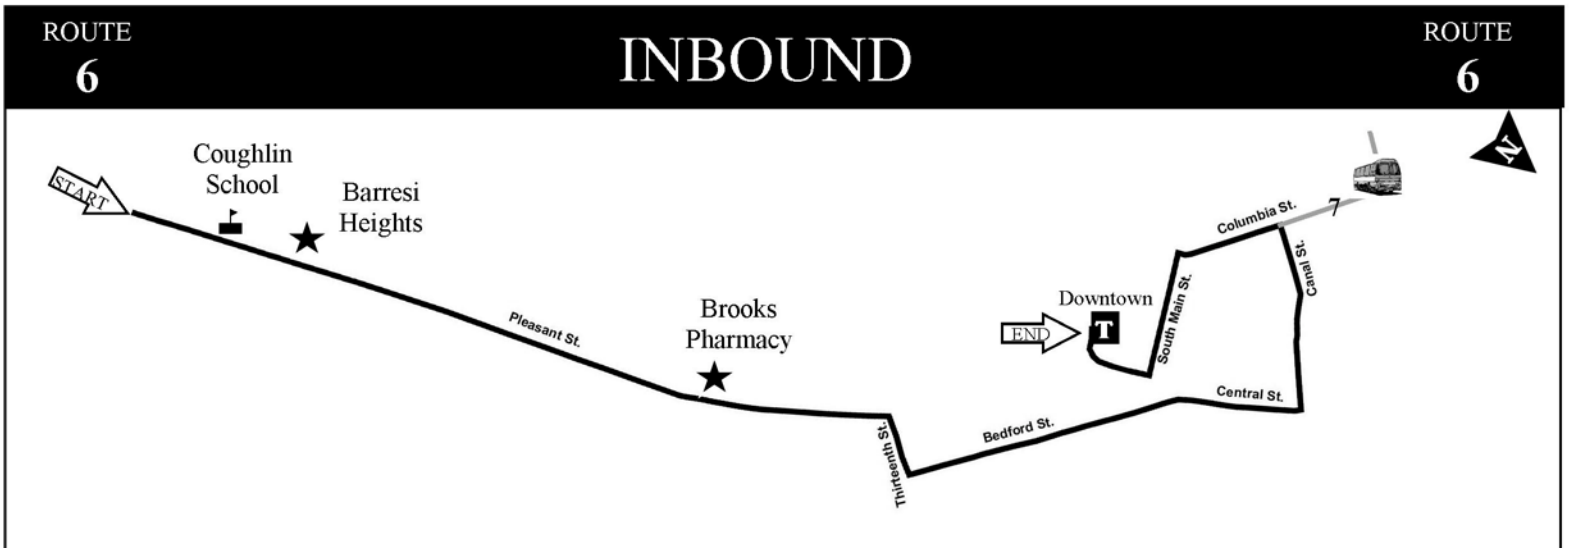 ROUTE
6
INBOUND
ROUTE
6
N
START
Coughlin
School
Barresi
Heights
Pleasant St.
Brooks
Pharmacy
Thirteenth St.
Bedford St.
Central St.
Canal St.
Columbia St.
7
South Main St.
Downtown
T
END